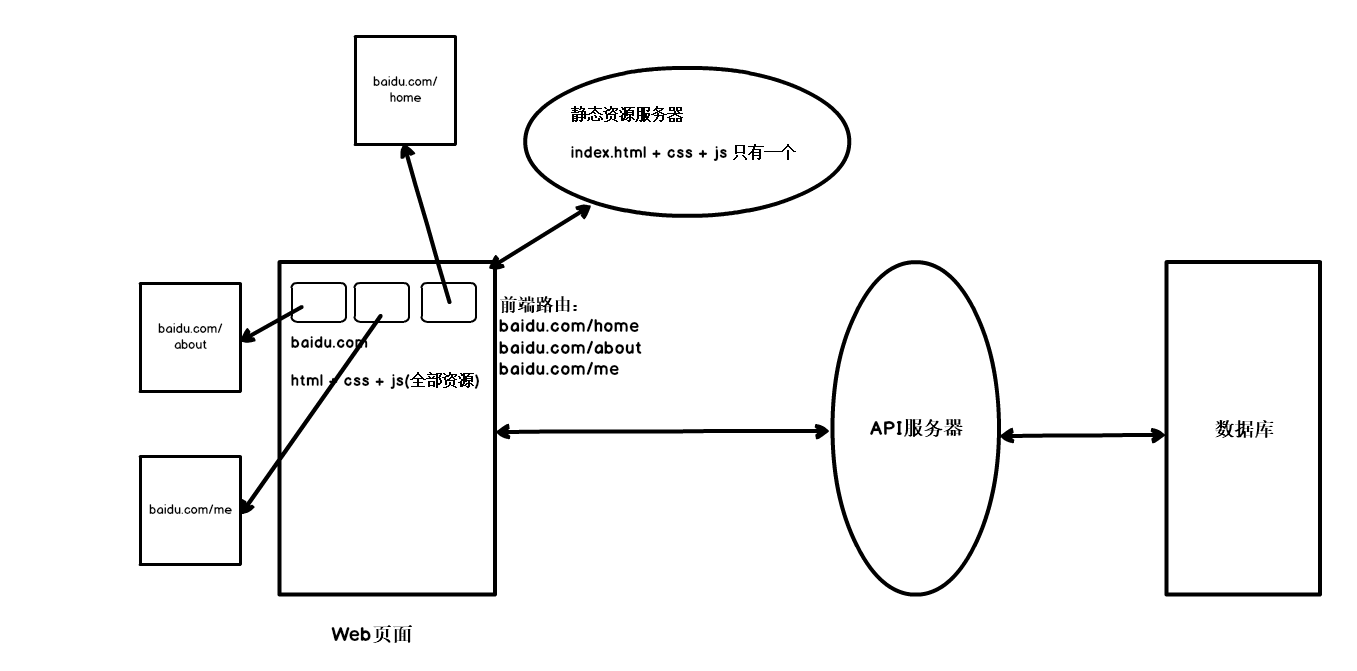 baidu.com/
home
静态资源服务器
index.html + css + js 只有一个
baidu.com/
about
baidu.com
html + css + js(全部资源)
前端路由：
baidu.com/home
baidu.com/about
baidu.com/me
baidu.com/me
API服务器
数据库
Web页面